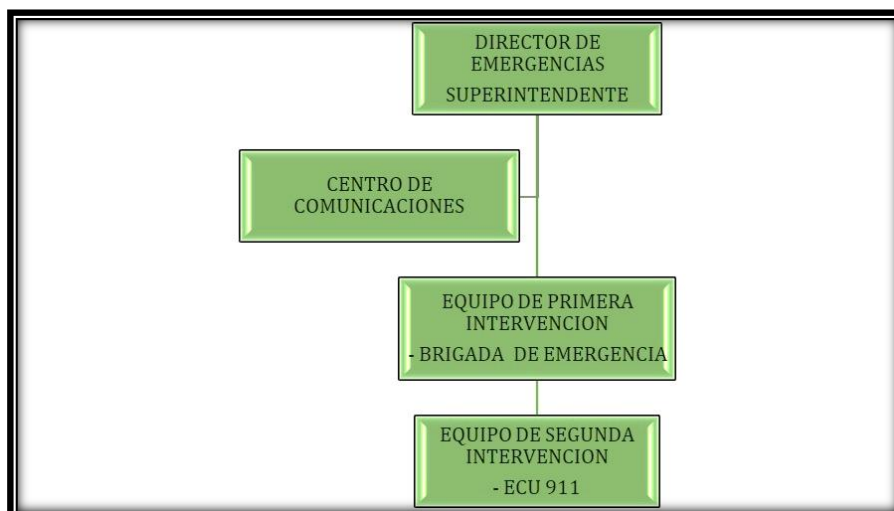 DIRECTOR DE
EMERGENCIAS
SUPERINTENDENTE
CENTRO DE
COMUNICACIONES
EQUIPO DE PRIMERA
INTERVENCION
- BRIGADA DE EMERGENCIA
EQUIPO DE SEGUNDA
INTERVENCION
- ECU 911